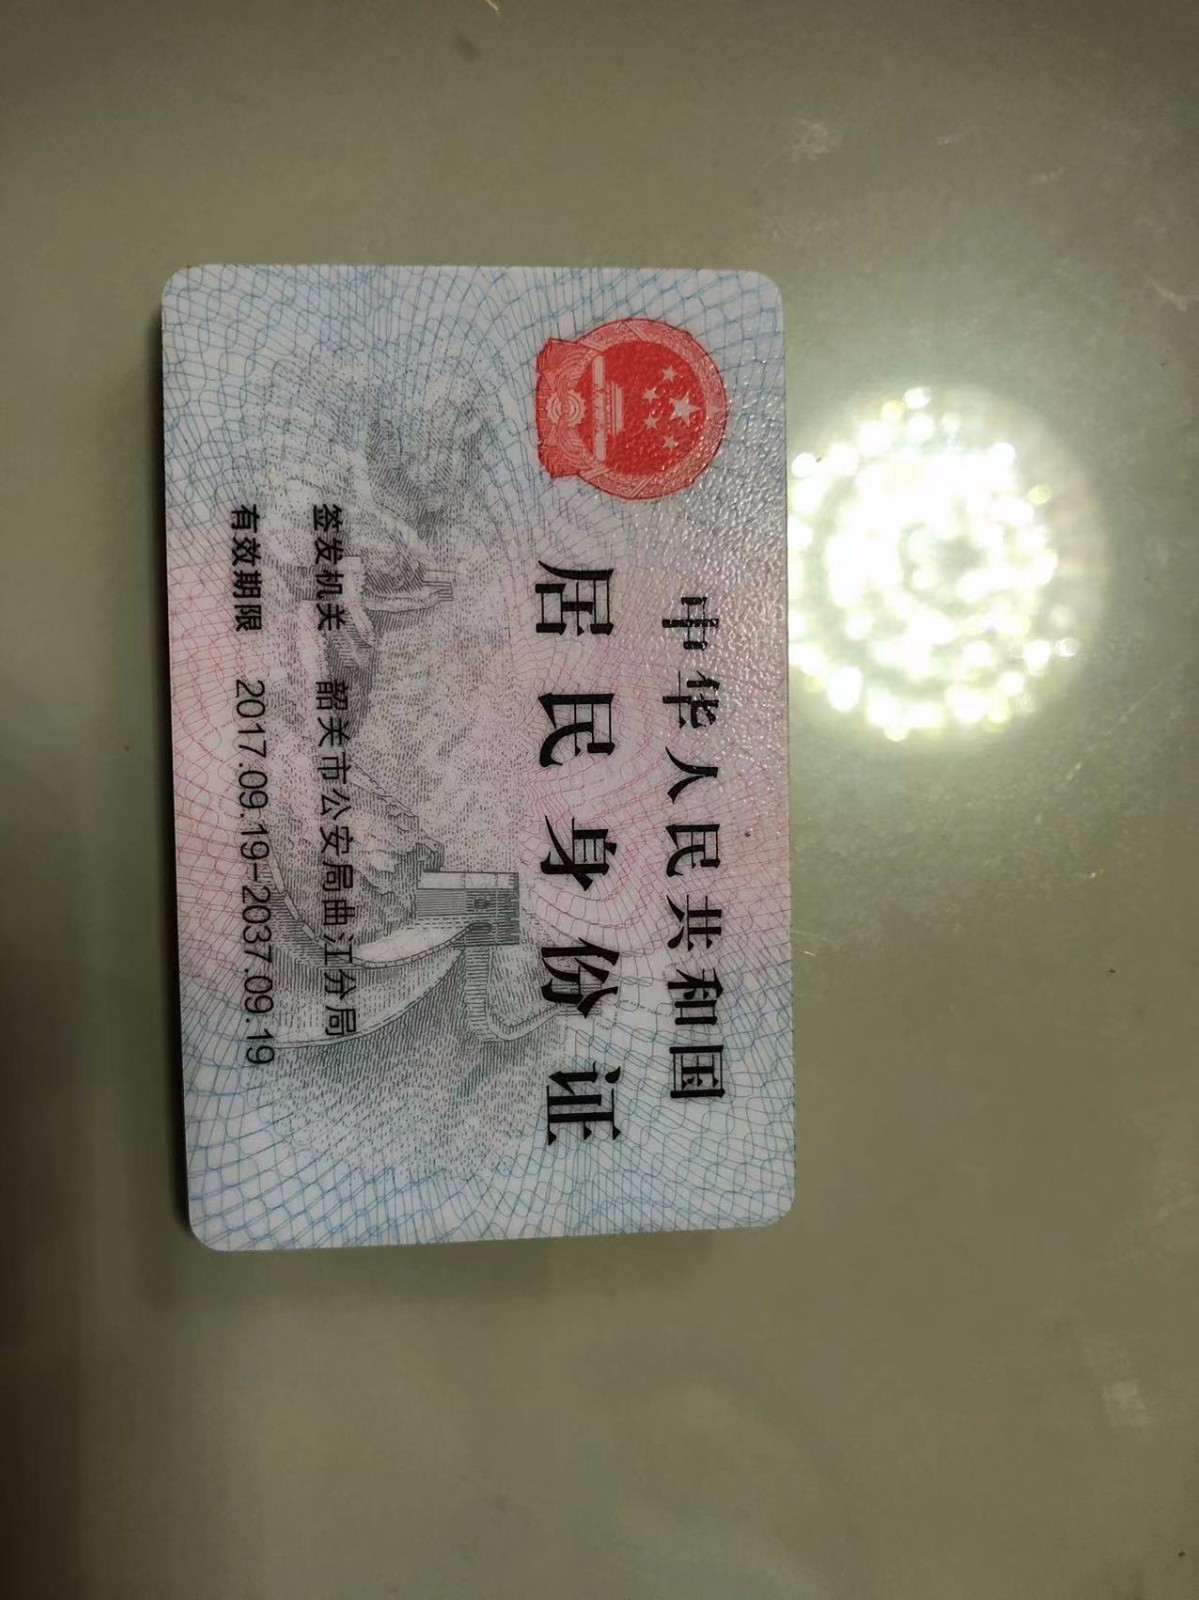 中华人民共和国
居民身份证
签发机关 韶关市公安局曲江分局
有效期限 2017.09.19-2037.09.19